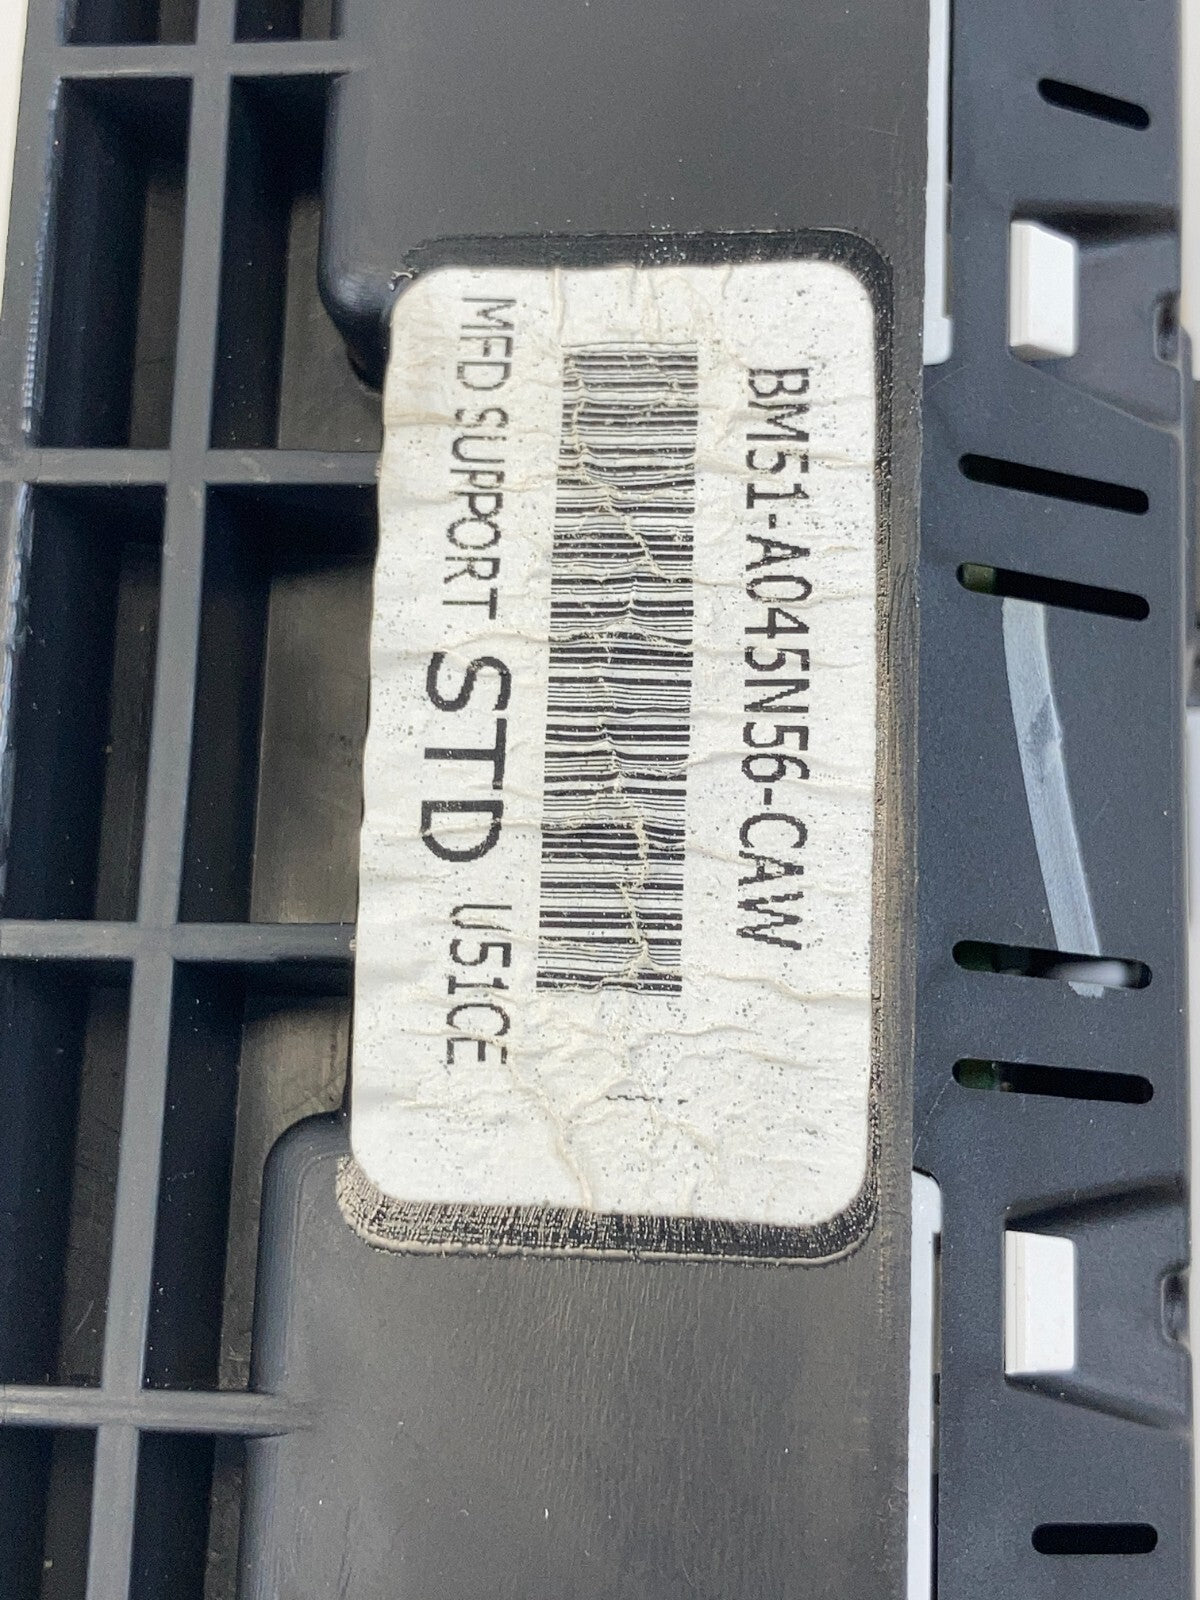 BM51-A045N56-CAW
MFD SUPPORT STD U51CE